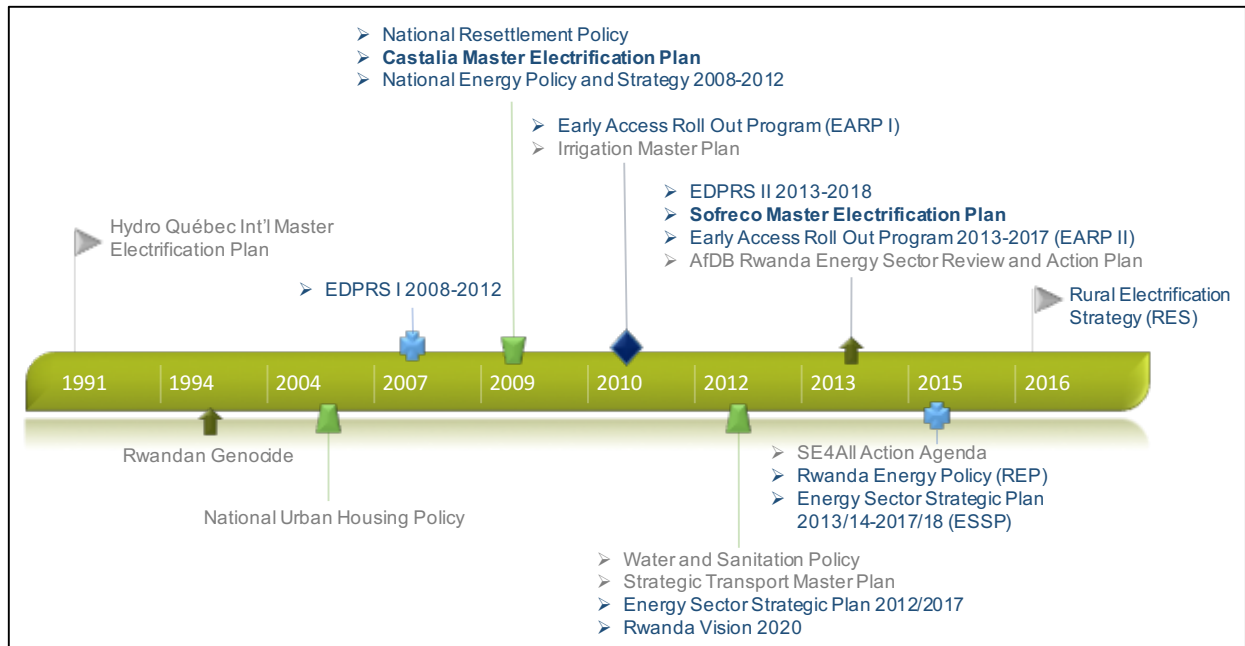 ➢ National Resettlement Policy
➢ Castalia Master Electrification Plan
➢ National Energy Policy and Strategy 2008-2012
➢ Early Access Roll Out Program (EARP I)
➢ Irrigation Master Plan
➢ EDPRS II 2013-2018
➢ Sofreco Master Electrification Plan
➢ Early Access Roll Out Program 2013-2017 (EARP II)
➢ AfDB Rwanda Energy Sector Review and Action Plan
Hydro Québec Int'l Master
Electrification Plan
➢ EDPRS I 2008-2012
Rural Electrification
Strategy (RES)
1991 1994 2004 2007 2009 2010 2012 2013 2015 2016
Rwandan Genocide
National Urban Housing Policy
➢ SE4All Action Agenda
➢ Rwanda Energy Policy (REP)
➢ Energy Sector Strategic Plan
2013/14-2017/18 (ESSP)
➢ Water and Sanitation Policy
➢ Strategic Transport Master Plan
➢ Energy Sector Strategic Plan 2012/2017
➢ Rwanda Vision 2020